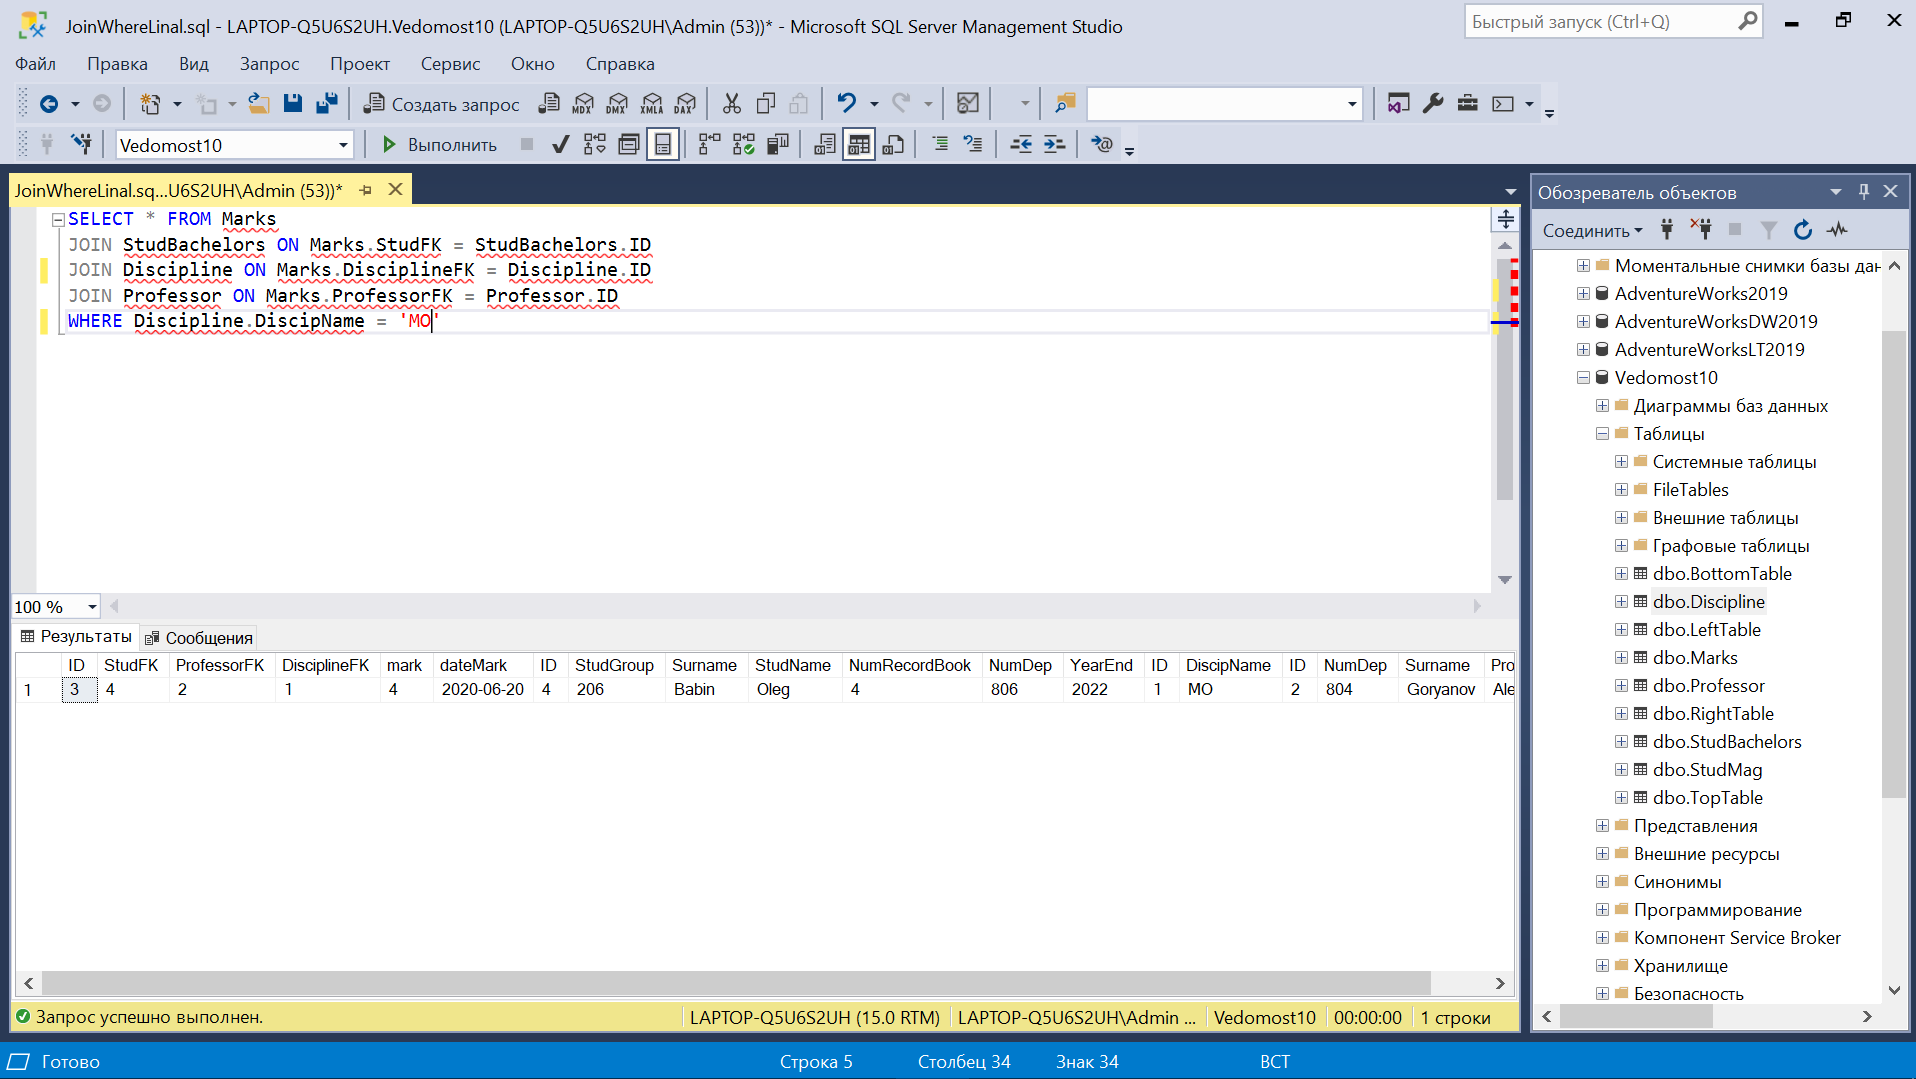 JoinWhereLinal.sql - LAPTOP-Q5U6S2UH.Vedomost10 (LAPTOP-Q5U6S2UH\Admin (53))* - Microsoft SQL Server Management Studio
Быстрый запуск (Ctrl+Q)
Файл Правка Вид Запрос Проект Сервис Окно Справка
Создать запрос MDX DMX XMLA DAX
Vedomost10 Выполнить
JoinWhereLinal.sq...U6S2UH\Admin (53))*
SELECT * FROM Marks
JOIN StudBachelors ON Marks.StudFK = StudBachelors.ID
JOIN Discipline ON Marks.DisciplineFK = Discipline.ID
JOIN Professor ON Marks.ProfessorFK = Professor.ID
WHERE Discipline.DiscipName = 'MO'
100 %
Результаты Сообщения
ID StudFK ProfessorFK DisciplineFK mark dateMark ID StudGroup Surname StudName NumRecordBook NumDep YearEnd ID DiscipName ID NumDep Surname Pro
1 3 4 2 1 4 2020-06-20 4 206 Babin Oleg 4 806 2022 1 MO 2 804 Goryanov Ale
Запрос успешно выполнен. LAPTOP-Q5U6S2UH (15.0 RTM) LAPTOP-Q5U6S2UH\Admin ... Vedomost10 00:00:00 1 строки
Обозреватель объектов
Соединить
Моментальные снимки базы дан
AdventureWorks2019
AdventureWorksDW2019
AdventureWorksLT2019
Vedomost10
Диаграммы баз данных
Таблицы
Системные таблицы
FileTables
Внешние таблицы
Графовые таблицы
dbo.BottomTable
dbo.Discipline
dbo.LeftTable
dbo.Marks
dbo.Professor
dbo.RightTable
dbo.StudBachelors
dbo.StudMag
dbo.TopTable
Представления
Внешние ресурсы
Синонимы
Программирование
Компонент Service Broker
Хранилище
Безопасность
Готово Строка 5 Столбец 34 Знак 34 ВСТ